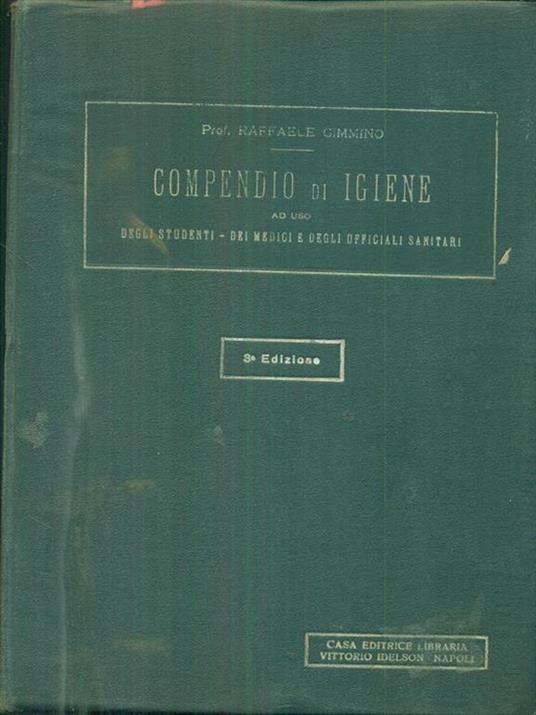 Prof. RAFFAELE CIMMINO
COMPENDIO DI IGIENE
AD USO
DEGLI STUDENTI - DEI MEDICI E DEGLI UFFICIALI SANITARI
3ª Edizione
CASA EDITRICE LIBRARIA
VITTORIO IDELSON NAPOLI